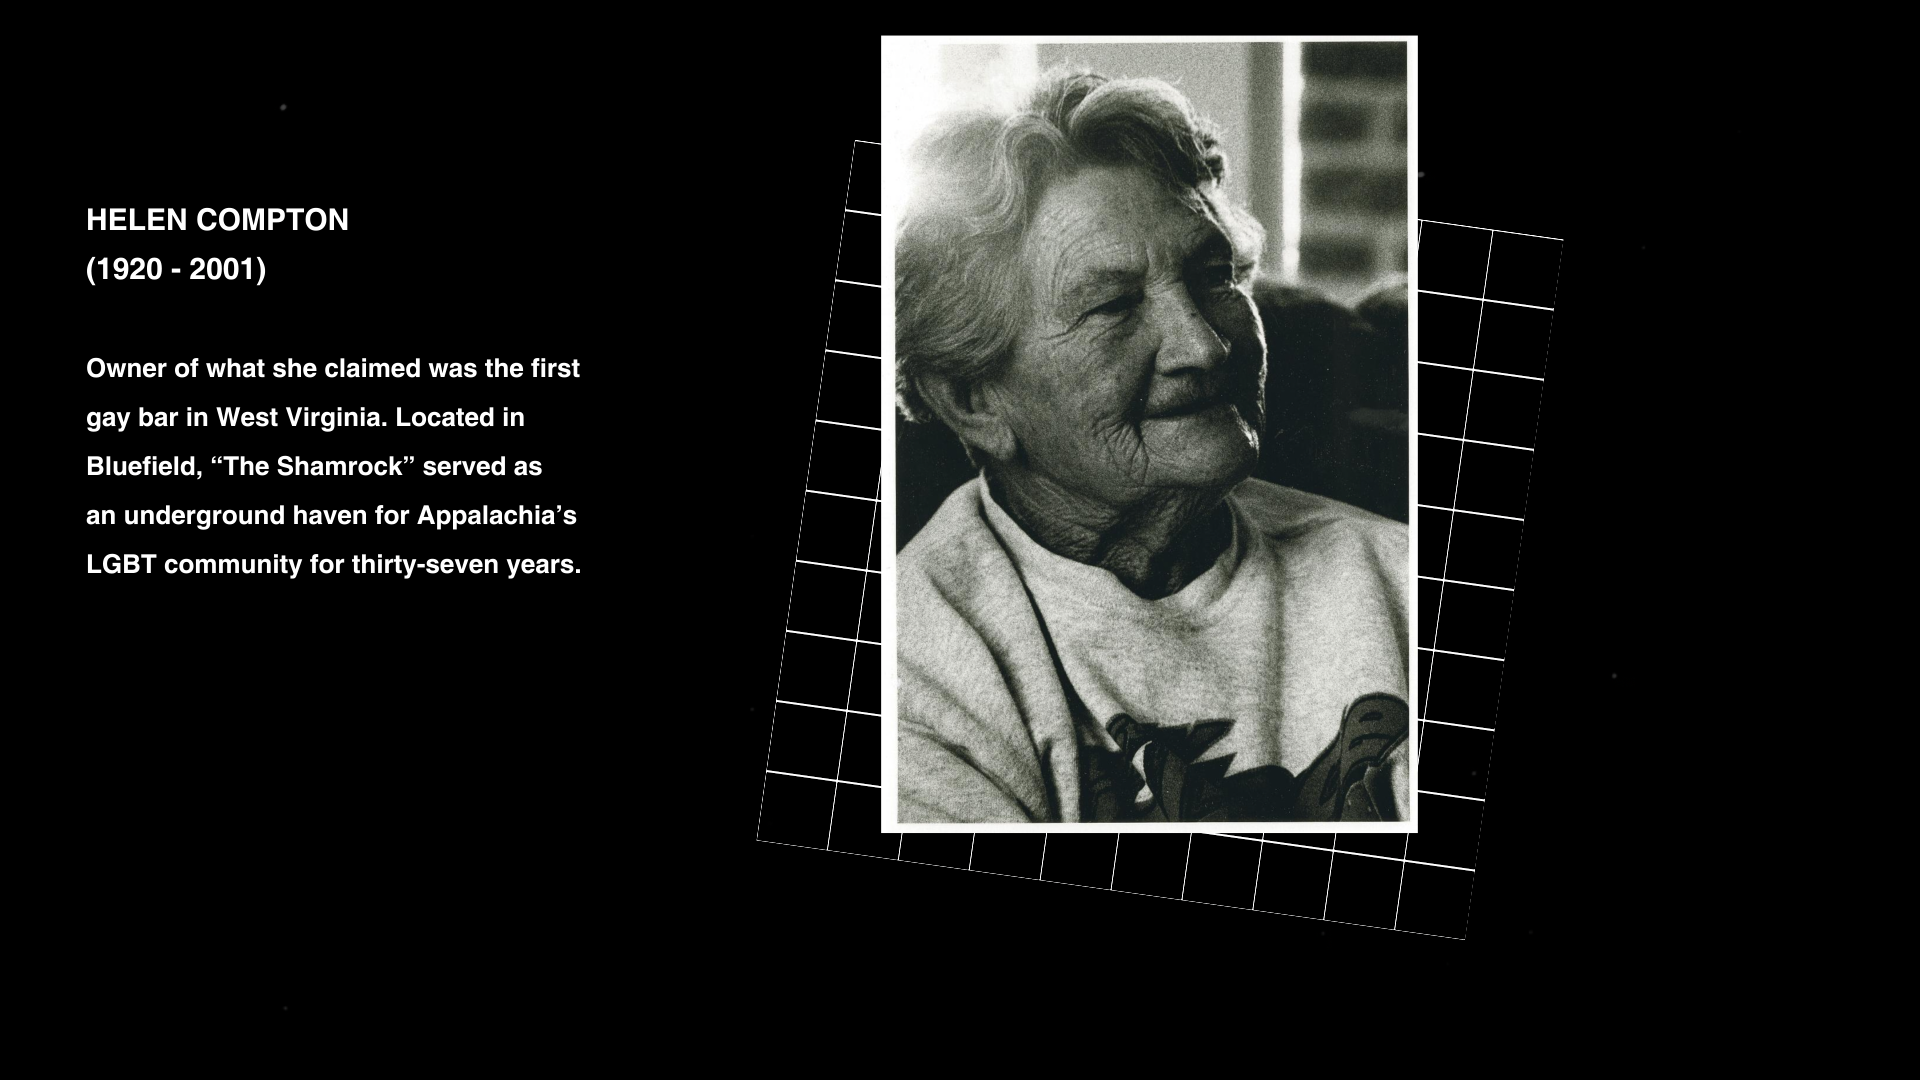 HELEN COMPTON
(1920 - 2001)
Owner of what she claimed was the first
gay bar in West Virginia. Located in
Bluefield, “The Shamrock” served as
an underground haven for Appalachia’s
LGBT community for thirty-seven years.